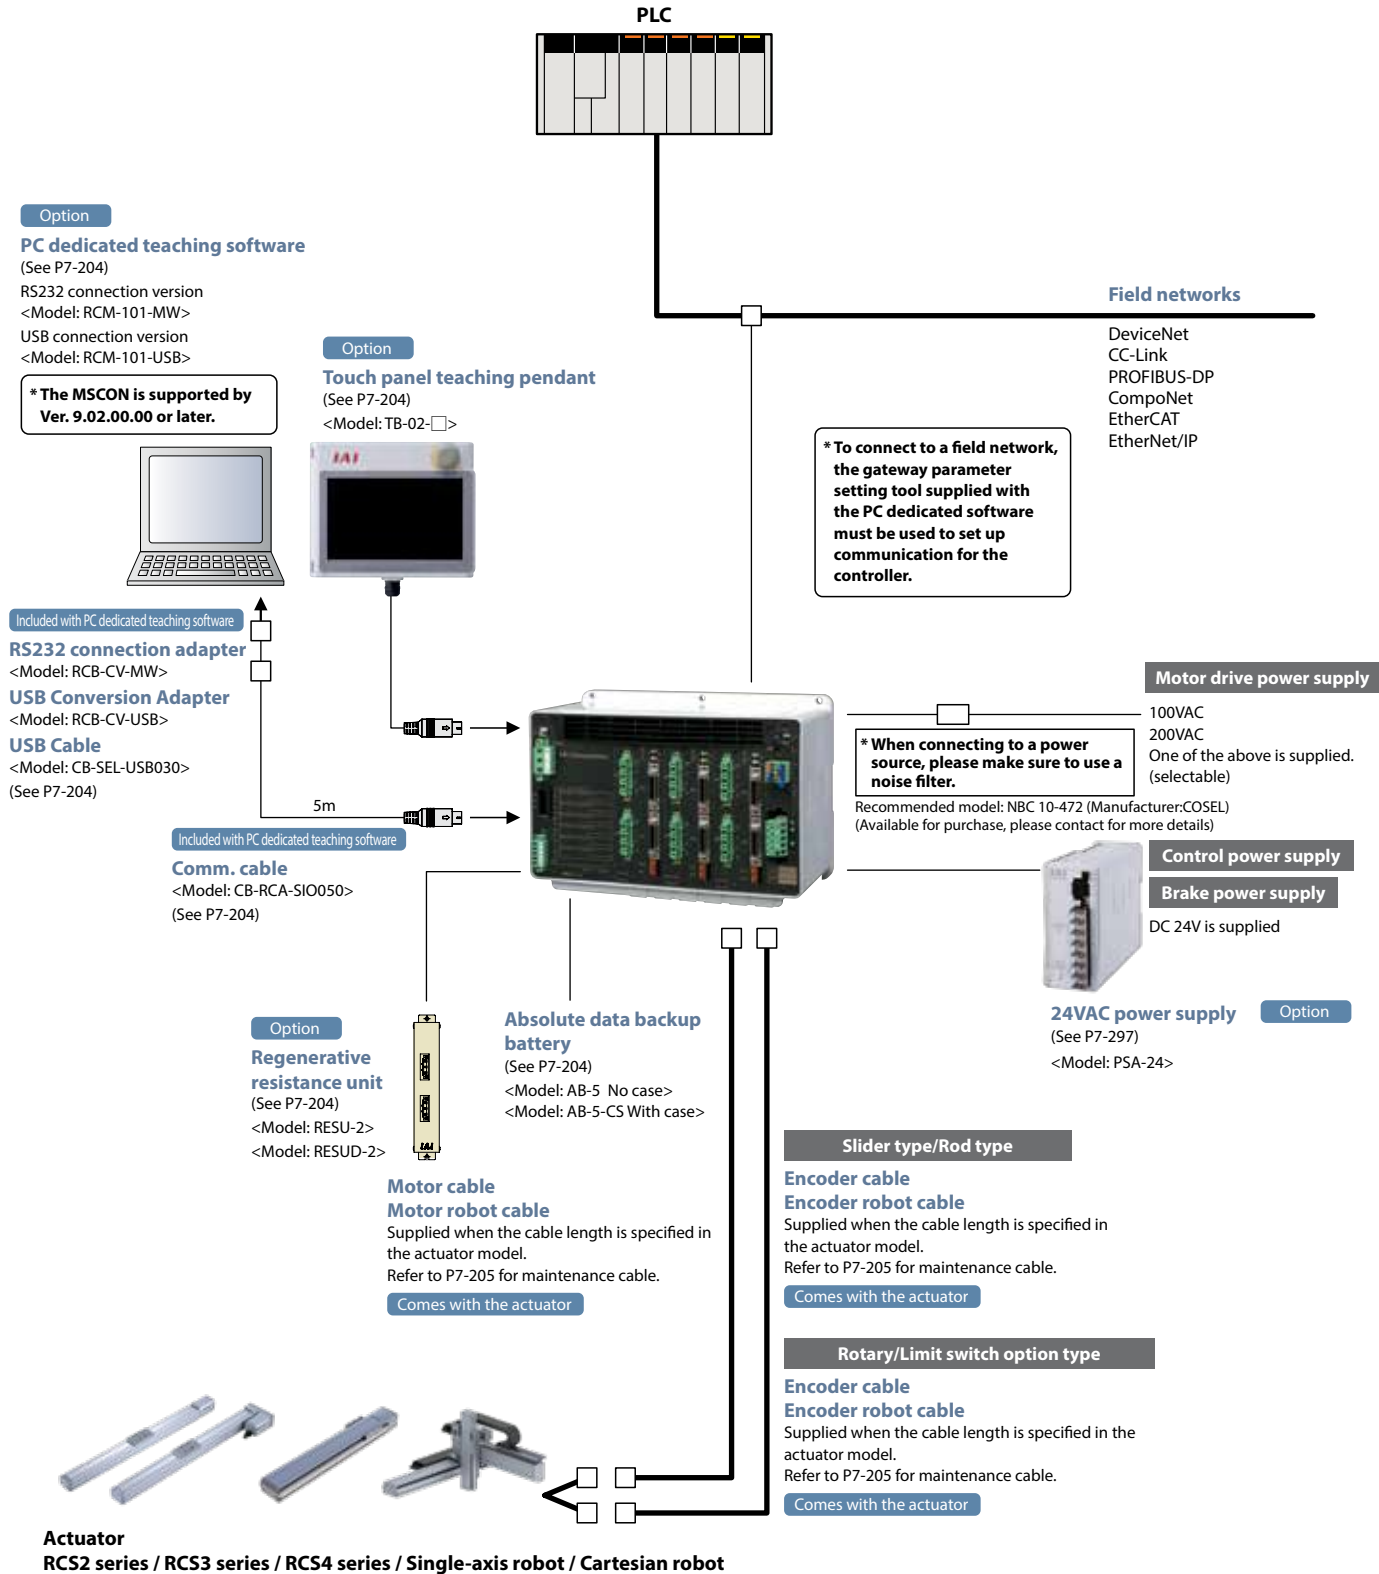 PLC
Option
PC dedicated teaching software
(See P7-204)
RS232 connection version
<Model: RCM-101-MW>
USB connection version
<Model: RCM-101-USB>
* The MSCON is supported by
Ver. 9.02.00.00 or later.
Option
Touch panel teaching pendant
(See P7-204)
<Model: TB-02-□>
IAI
Field networks
DeviceNet
CC-Link
PROFIBUS-DP
CompoNet
EtherCAT
EtherNet/IP
* To connect to a field network,
the gateway parameter
setting tool supplied with
the PC dedicated software
must be used to set up
communication for the
controller.
Included with PC dedicated teaching software
RS232 connection adapter
<Model: RCB-CV-MW>
USB Conversion Adapter
<Model: RCB-CV-USB>
USB Cable
<Model: CB-SEL-USB030>
(See P7-204)
5m
Included with PC dedicated teaching software
Comm. cable
<Model: CB-RCA-SIO050>
(See P7-204)
Motor drive power supply
100VAC
200VAC
One of the above is supplied.
(selectable)
* When connecting to a power
source, please make sure to use a
noise filter.
Recommended model: NBC 10-472 (Manufacturer:COSEL)
(Available for purchase, please contact for more details)
Control power supply
Brake power supply
DC 24V is supplied
24VAC power supply
Option
(See P7-297)
<Model: PSA-24>
Option
Regenerative
resistance unit
(See P7-204)
<Model: RESU-2>
<Model: RESUD-2>
IAI
Absolute data backup
battery
(See P7-204)
<Model: AB-5 No case>
<Model: AB-5-CS With case>
Motor cable
Motor robot cable
Supplied when the cable length is specified in
the actuator model.
Refer to P7-205 for maintenance cable.
Comes with the actuator
Slider type/Rod type
Encoder cable
Encoder robot cable
Supplied when the cable length is specified in
the actuator model.
Refer to P7-205 for maintenance cable.
Comes with the actuator
Rotary/Limit switch option type
Encoder cable
Encoder robot cable
Supplied when the cable length is specified in the
actuator model.
Refer to P7-205 for maintenance cable.
Comes with the actuator
Actuator
RCS2 series / RCS3 series / RCS4 series / Single-axis robot / Cartesian robot